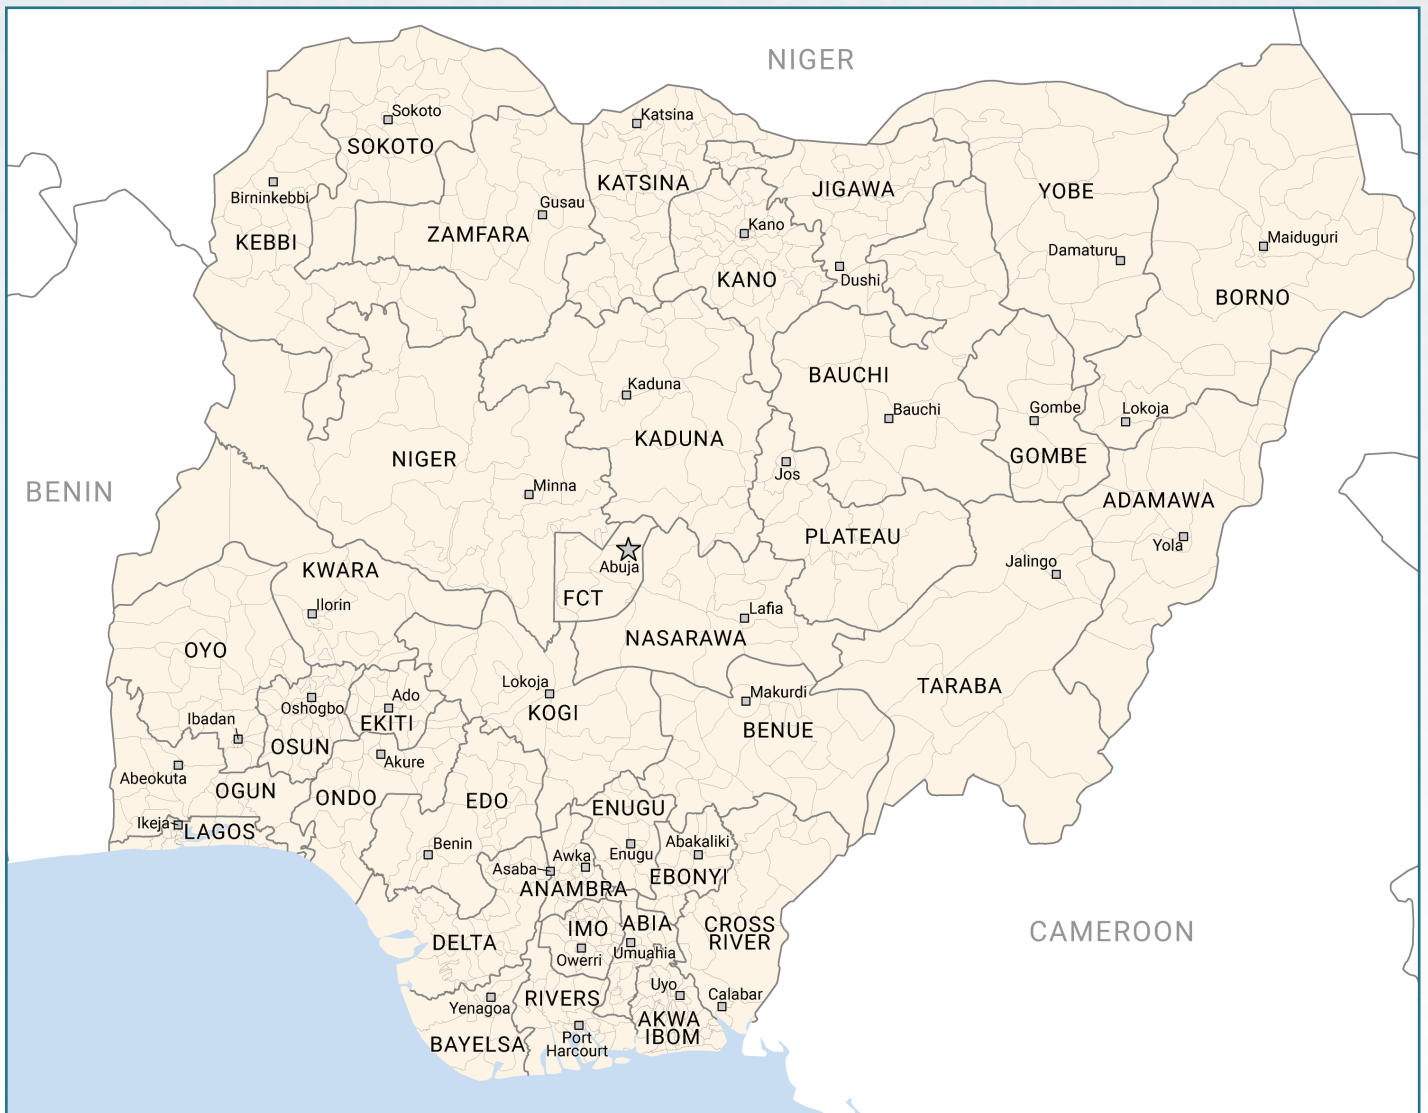 NIGER
Sokoto
Katsina
SOKOTO
KATSINA
JIGAWA
YOBE
Birninkebbi
Gusau
Kano
ZAMFARA
KEBBI
Maiduguri
Damaturu
KANO
Dushi
BORNO
BAUCHI
Kaduna
Bauchi
Gombe
Lokoja
KADUNA
GOMBE
NIGER
Jos
BENIN
Minna
ADAMAWA
PLATEAU
Yola
Abuja
Jalingo
KWARA
FCT
Ilorin
Lafia
NASARAWA
OYO
Lokoja
TARABA
Makurdi
Ado
Oshogbo
KOGI
EKITI
Ibadan
BENUE
OSUN
Akure
Abeokuta
OGUN
ONDO
EDO
ENUGU
Ikeja
LAGOS
Benin
Abakaliki
Awka
Enugu
Asaba
EBONYI
ANAMBRA
IMO
ABIA
CROSS
RIVER
CAMEROON
DELTA
Umuahia
Owerri
Uyo
Calabar
RIVERS
Yenagoa
AKWA
IBOM
Port
Harcourt
BAYELSA